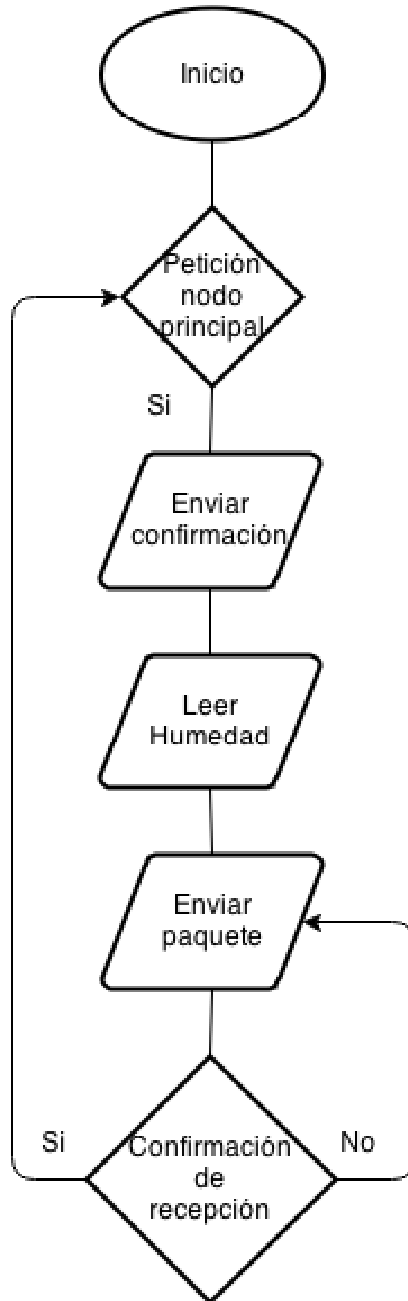 Inicio
Petición
nodo
principal
Si
Enviar
confirmación
Leer
Humedad
Enviar
paquete
Si
Confirmación
de
recepción
No